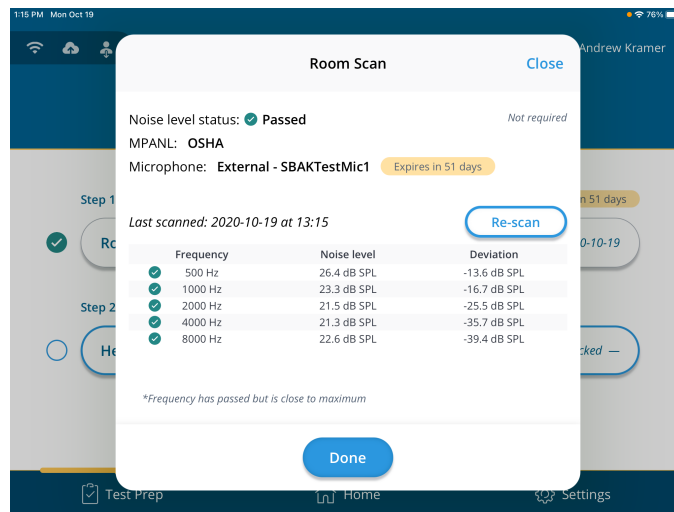 1:15 PM Mon Oct 19
76%
Andrew Kramer
Room Scan
Close
Noise level status: Passed
Not required
MPANL: OSHA
Microphone: External - SBAKTestMic1
Expires in 51 days
Step 1
n 51 days
Last scanned: 2020-10-19 at 13:15
Re-scan
Ro
0-10-19
Frequency Noise level Deviation
500 Hz 26.4 dB SPL -13.6 dB SPL
1000 Hz 23.3 dB SPL -16.7 dB SPL
2000 Hz 21.5 dB SPL -25.5 dB SPL
4000 Hz 21.3 dB SPL -35.7 dB SPL
8000 Hz 22.6 dB SPL -39.4 dB SPL
Step 2
He
cked —
*Frequency has passed but is close to maximum
Done
Test Prep
Home
Settings